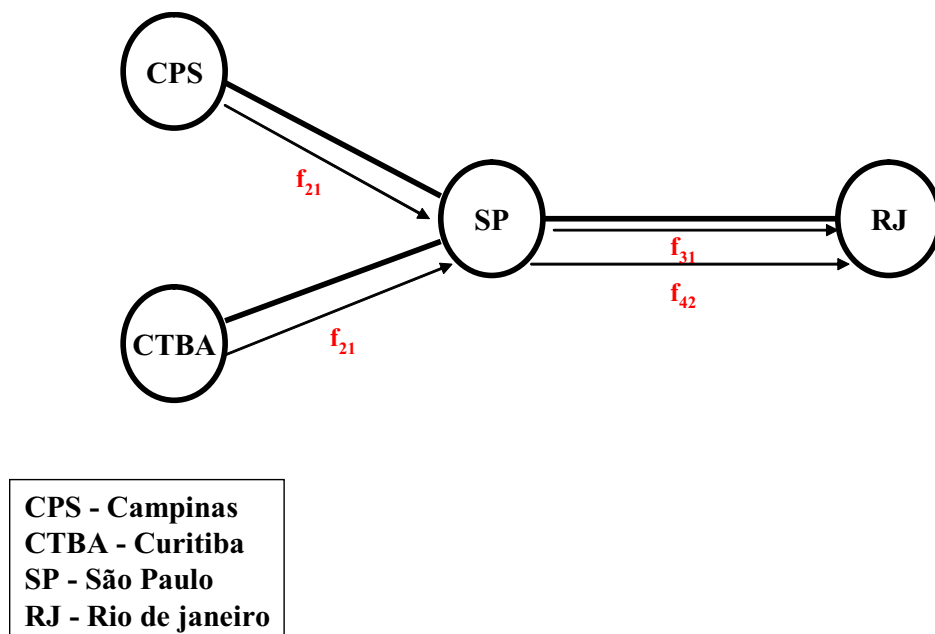 CPS
f21
SP
RJ
f31
f42
CTBA
f21
CPS - Campinas
CTBA - Curitiba
SP - São Paulo
RJ - Rio de janeiro